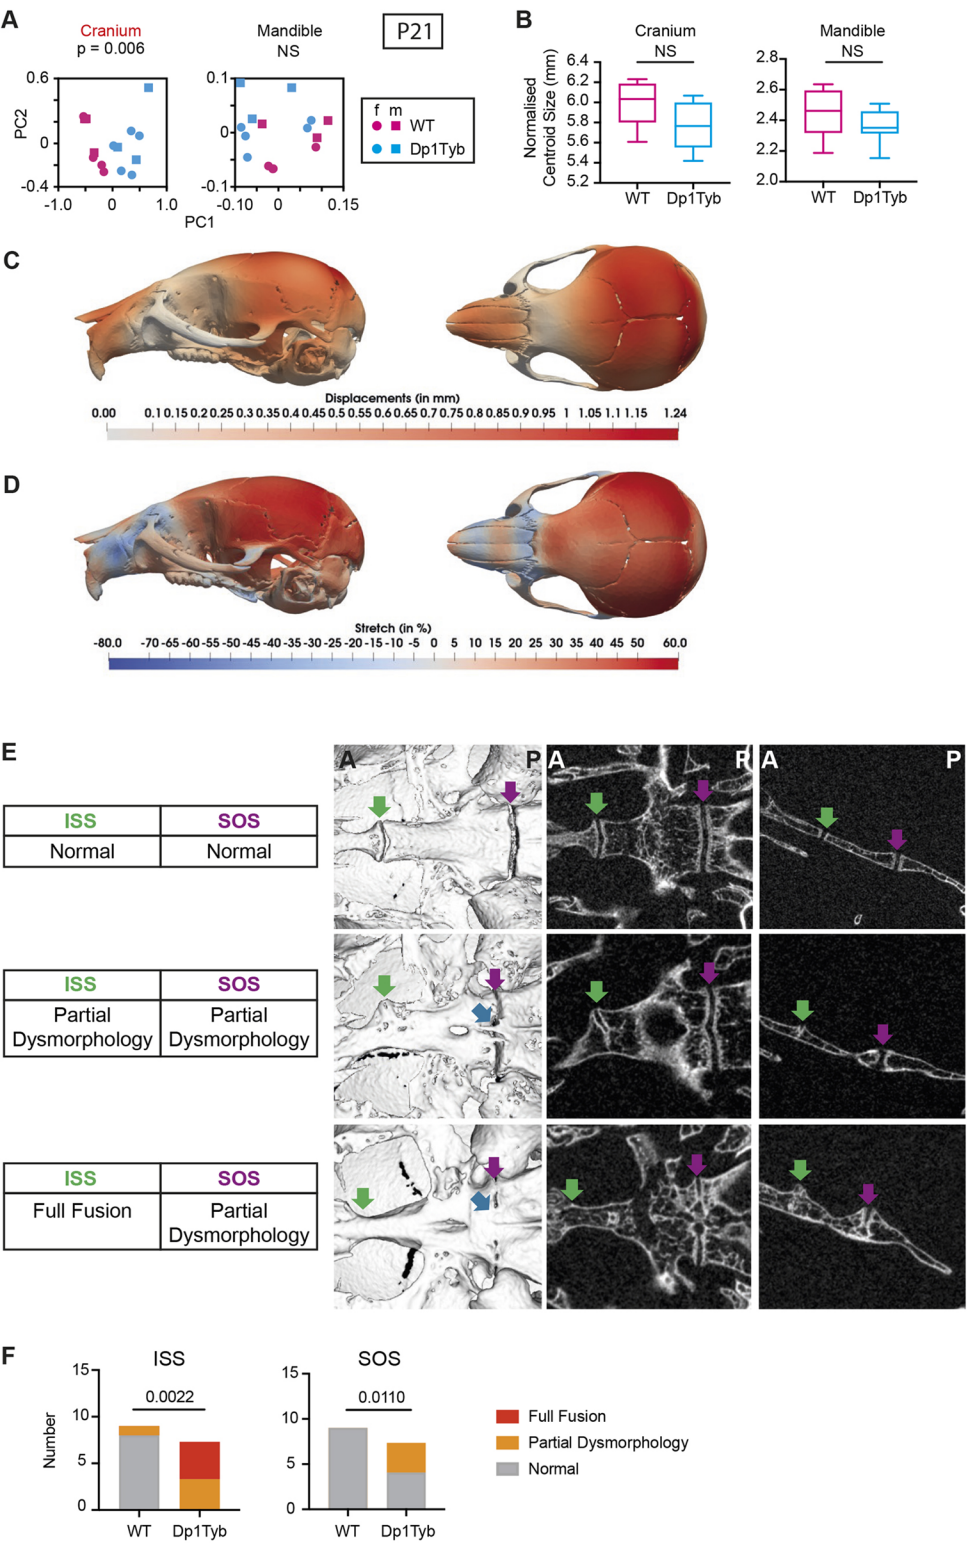 A
Cranium
p = 0.006
Mandible
NS
P21
PC2
0.6
0
-0.4
-1.0 0 1.0
0.1
0
-0.1
-0.10 0 0.15
PC1
f m
WT
Dp1Tyb
B
Normalised
Centroid Size (mm)
Cranium
NS
6.4
6.2
6.0
5.8
5.6
5.4
5.2
WT Dp1Tyb
Mandible
NS
2.8
2.6
2.4
2.2
2.0
WT Dp1Tyb
C
Displacements (in mm)
0.00 0.1 0.15 0.2 0.25 0.3 0.35 0.4 0.45 0.5 0.55 0.6 0.65 0.7 0.75 0.8 0.85 0.9 0.95 1 1.05 1.1 1.15 1.24
D
Stretch (in %)
-80.0 -70 -65 -60 -55 -50 -45 -40 -35 -30 -25 -20 -15 -10 -5 0 5 10 15 20 25 30 35 40 45 50 60.0
E
A P A P A P
ISS SOS
Normal Normal
ISS SOS
Partial Partial
Dysmorphology Dysmorphology
ISS SOS
Full Fusion Partial
Dysmorphology
F
ISS
Number
15
10
5
0
0.0022
WT Dp1Tyb
SOS
15
10
5
0
0.0110
WT Dp1Tyb
Full Fusion
Partial Dysmorphology
Normal